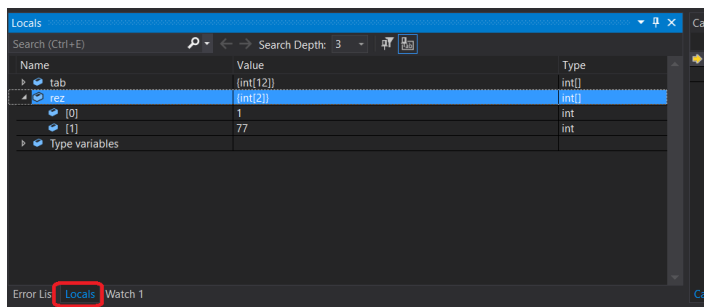 Locals
Ca
Search (Ctrl+E)
Search Depth: 3
Name Value Type
tab {int[12]} int[]
rez {int[2]} int[]
[0] 1 int
[1] 77 int
Type variables
Error Lis Locals Watch 1
Ca